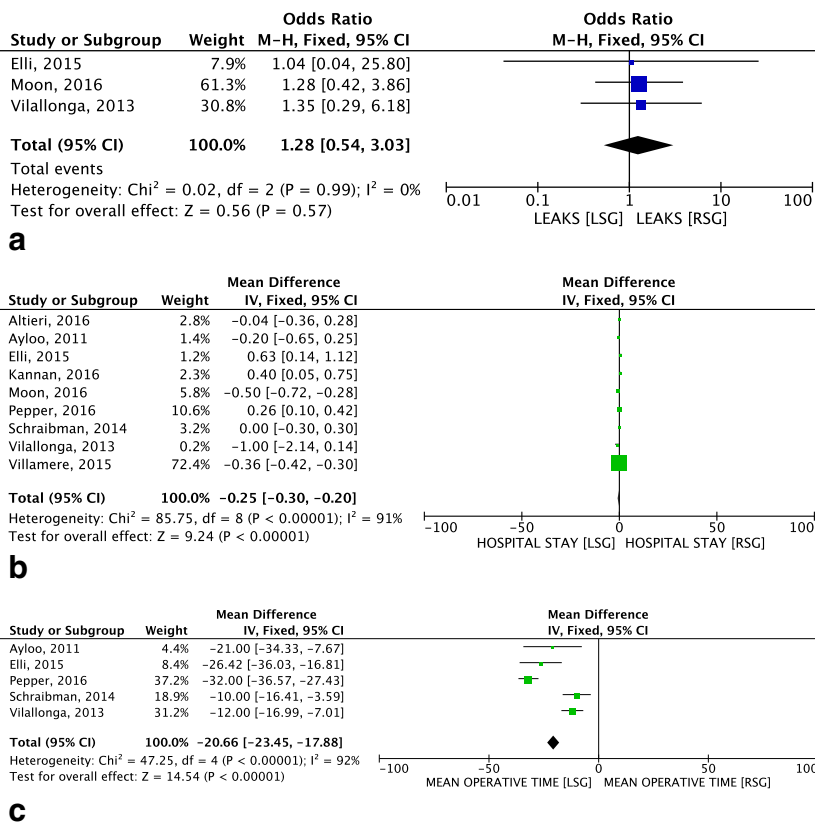 Odds Ratio Odds Ratio
Study or Subgroup Weight M-H, Fixed, 95% CI M-H, Fixed, 95% CI
Elli, 2015 7.9% 1.04 [0.04, 25.80]
Moon, 2016 61.3% 1.28 [0.42, 3.86]
Vilallonga, 2013 30.8% 1.35 [0.29, 6.18]
Total (95% CI) 100.0% 1.28 [0.54, 3.03]
Total events
Heterogeneity: Chi² = 0.02, df = 2 (P = 0.99); I² = 0%
Test for overall effect: Z = 0.56 (P = 0.57)
0.01 0.1 1 10 100
LEAKS [LSG] LEAKS [RSG]
a
Mean Difference Mean Difference
Study or Subgroup Weight IV, Fixed, 95% CI IV, Fixed, 95% CI
Altieri, 2016 2.8% −0.04 [−0.36, 0.28]
Ayloo, 2011 1.4% −0.20 [−0.65, 0.25]
Elli, 2015 1.2% 0.63 [0.14, 1.12]
Kannan, 2016 2.3% 0.40 [0.05, 0.75]
Moon, 2016 5.8% −0.50 [−0.72, −0.28]
Pepper, 2016 10.6% 0.26 [0.10, 0.42]
Schraibman, 2014 3.2% 0.00 [−0.30, 0.30]
Vilallonga, 2013 0.2% −1.00 [−2.14, 0.14]
Villamere, 2015 72.4% −0.36 [−0.42, −0.30]
Total (95% CI) 100.0% −0.25 [−0.30, −0.20]
Heterogeneity: Chi² = 85.75, df = 8 (P < 0.00001); I² = 91%
Test for overall effect: Z = 9.24 (P < 0.00001)
−100 −50 0 50 100
HOSPITAL STAY [LSG] HOSPITAL STAY [RSG]
b
Mean Difference Mean Difference
Study or Subgroup Weight IV, Fixed, 95% CI IV, Fixed, 95% CI
Ayloo, 2011 4.4% −21.00 [−34.33, −7.67]
Elli, 2015 8.4% −26.42 [−36.03, −16.81]
Pepper, 2016 37.2% −32.00 [−36.57, −27.43]
Schraibman, 2014 18.9% −10.00 [−16.41, −3.59]
Vilallonga, 2013 31.2% −12.00 [−16.99, −7.01]
Total (95% CI) 100.0% −20.66 [−23.45, −17.88]
Heterogeneity: Chi² = 47.25, df = 4 (P < 0.00001); I² = 92%
Test for overall effect: Z = 14.54 (P < 0.00001)
−100 −50 0 50 100
MEAN OPERATIVE TIME [LSG] MEAN OPERATIVE TIME [RSG]
c